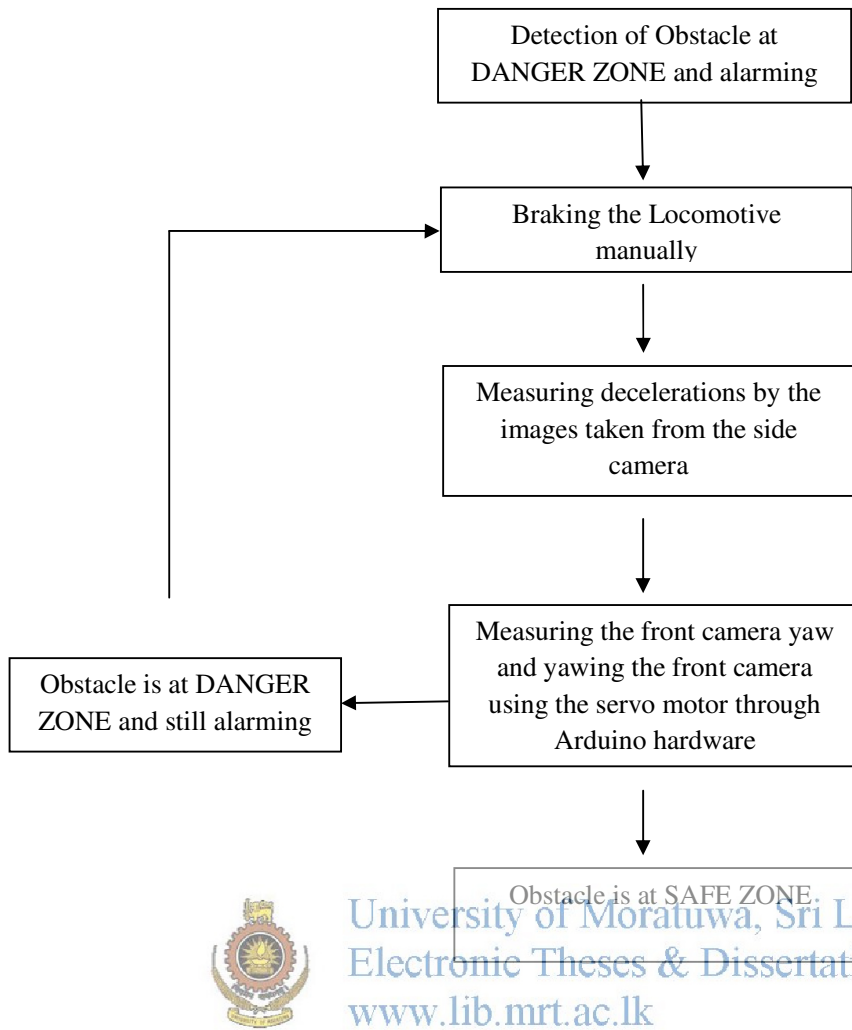 Detection of Obstacle at
DANGER ZONE and alarming
Braking the Locomotive
manually
Measuring decelerations by the
images taken from the side
camera
Measuring the front camera yaw
and yawing the front camera
using the servo motor through
Arduino hardware
Obstacle is at DANGER
ZONE and still alarming
Obstacle is at SAFE ZONE
University of Moratuwa, Sri L
Electronic Theses & Dissertat
www.lib.mrt.ac.lk